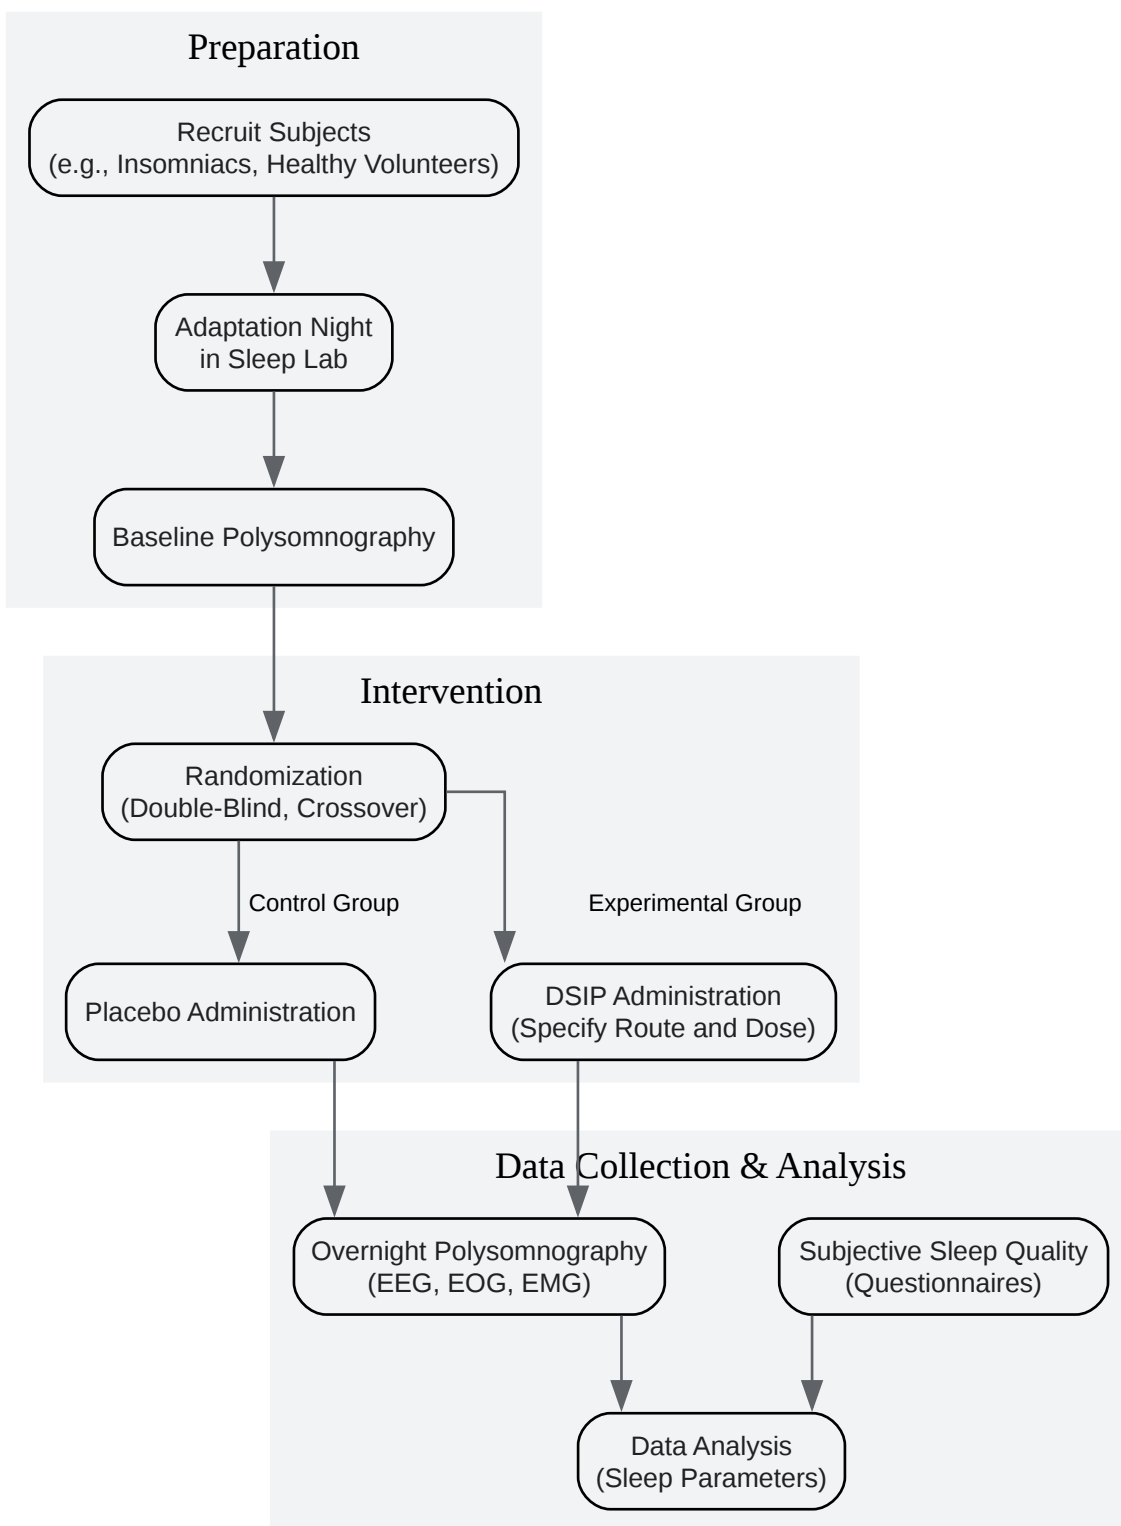 Preparation
Recruit Subjects
(e.g., Insomniacs, Healthy Volunteers)
Adaptation Night
in Sleep Lab
Baseline Polysomnography
Intervention
Randomization
(Double-Blind, Crossover)
Control Group
Experimental Group
Placebo Administration
DSIP Administration
(Specify Route and Dose)
Data Collection & Analysis
Overnight Polysomnography
(EEG, EOG, EMG)
Subjective Sleep Quality
(Questionnaires)
Data Analysis
(Sleep Parameters)